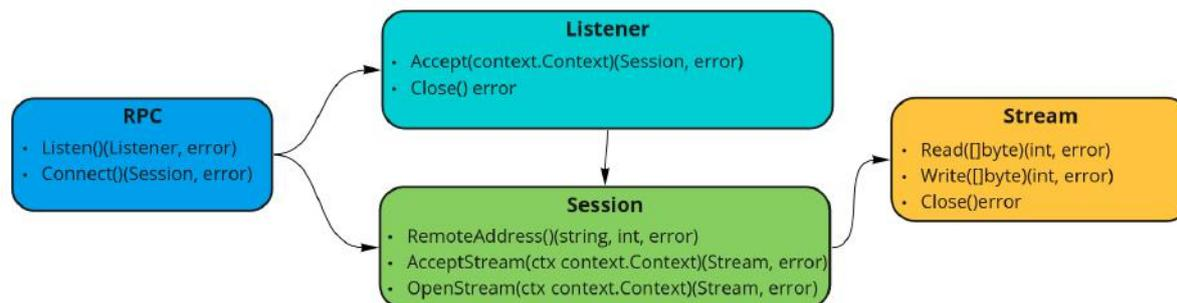 RPC
• Listen()(Listener, error)
• Connect()(Session, error)
Listener
• Accept(context.Context)(Session, error)
• Close() error
Session
• RemoteAddress()(string, int, error)
• AcceptStream(ctx context.Context)(Stream, error)
• OpenStream(ctx context.Context)(Stream, error)
Stream
• Read([]byte)(int, error)
• Write([]byte)(int, error)
• Close()error